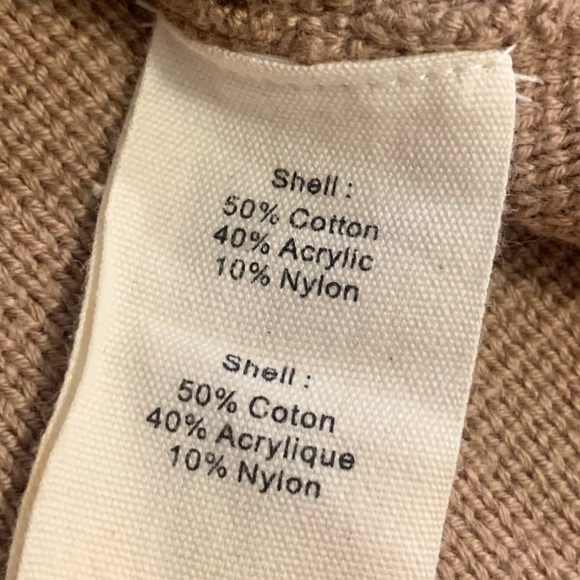 Shell :
50% Cotton
40% Acrylic
10% Nylon
Shell :
50% Coton
40% Acrylique
10% Nylon